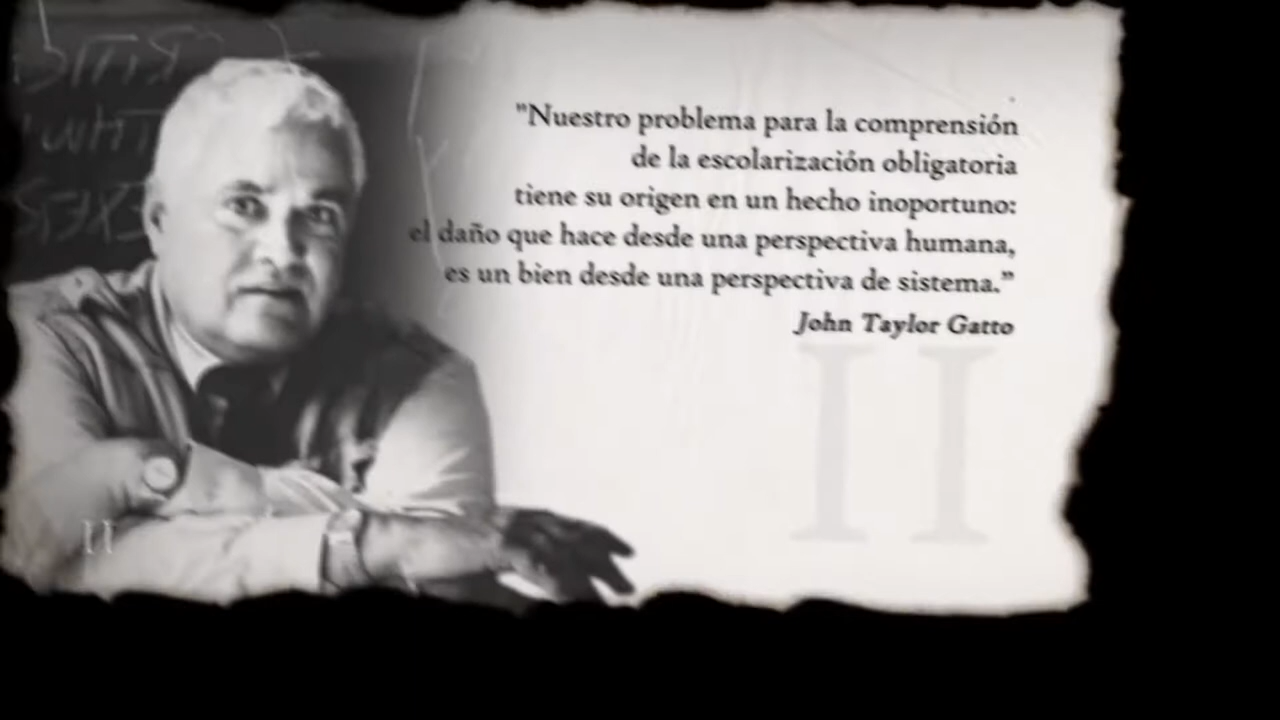 "Nuestro problema para la comprensión
de la escolarización obligatoria
tiene su origen en un hecho inoportuno:
el daño que hace desde una perspectiva humana,
es un bien desde una perspectiva de sistema.”
John Taylor Gatto
II
II